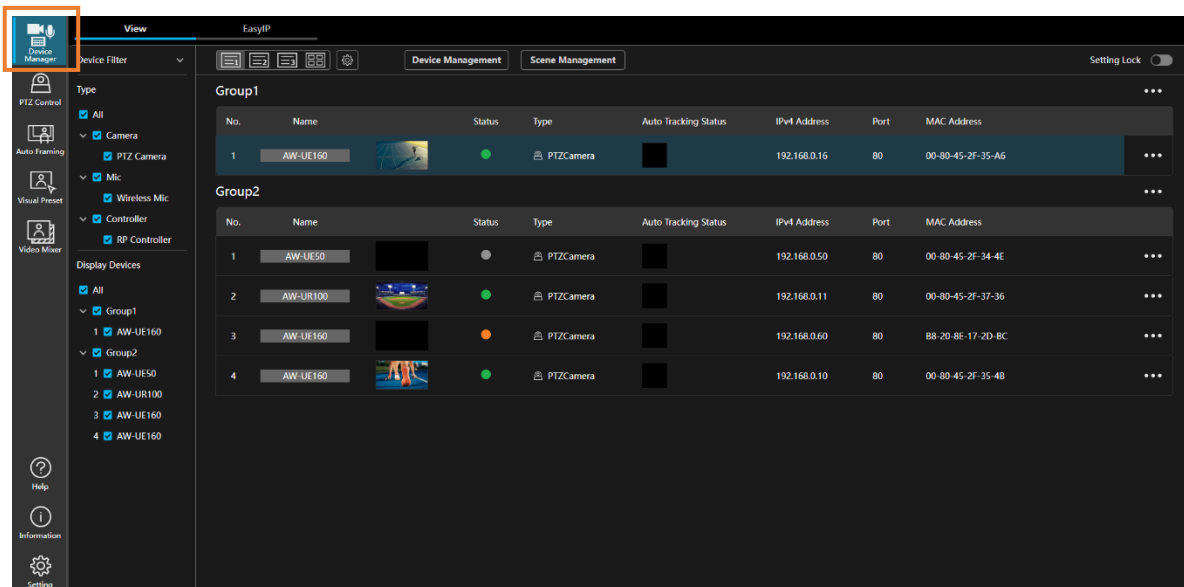 View
EasyIP
Device Manager
PTZ Control
Auto Framing
Visual Preset
Video Mixer
Help
Information
Setting
Device Filter
Type
All
Camera
PTZ Camera
Mic
Wireless Mic
Controller
RP Controller
Display Devices
All
Group1
1 AW-UE160
Group2
1 AW-UE50
2 AW-UR100
3 AW-UE160
4 AW-UE160
1 2 3 Device Management Scene Management Setting Lock
Group1
No. Name Status Type Auto Tracking Status IPv4 Address Port MAC Address
1 AW-UE160 PTZCamera 192.168.0.16 80 00-80-45-2F-35-A6
Group2
No. Name Status Type Auto Tracking Status IPv4 Address Port MAC Address
1 AW-UE50 PTZCamera 192.168.0.50 80 00-80-45-2F-34-4E
2 AW-UR100 PTZCamera 192.168.0.11 80 00-80-45-2F-37-36
3 AW-UE160 PTZCamera 192.168.0.60 80 B8-20-8E-17-2D-BC
4 AW-UE160 PTZCamera 192.168.0.10 80 00-80-45-2F-35-4B